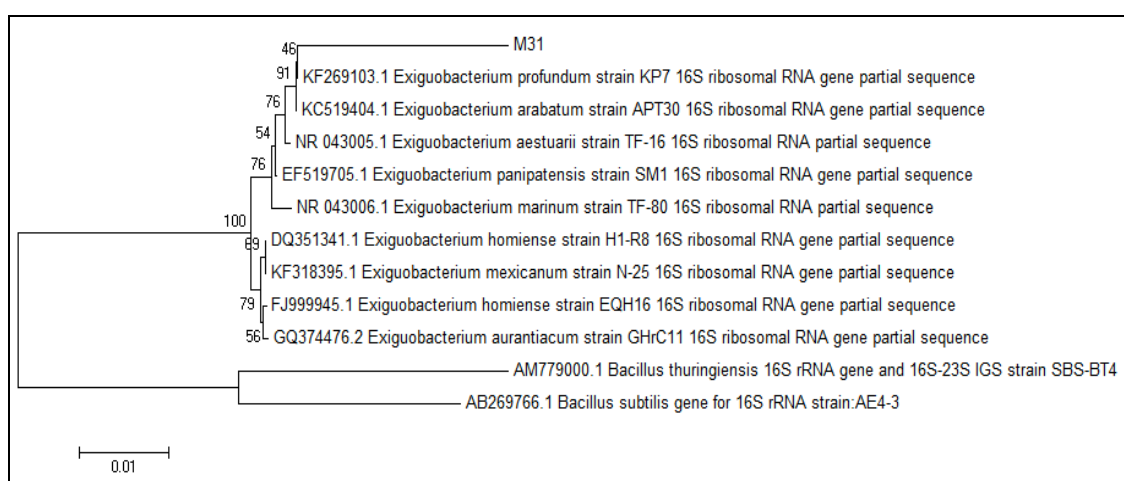 46 M31
91 KF269103.1 Exiguobacterium profundum strain KP7 16S ribosomal RNA gene partial sequence
76 KC519404.1 Exiguobacterium arabatum strain APT30 16S ribosomal RNA gene partial sequence
54 NR 043005.1 Exiguobacterium aestuarii strain TF-16 16S ribosomal RNA partial sequence
76 EF519705.1 Exiguobacterium panipatensis strain SM1 16S ribosomal RNA gene partial sequence
NR 043006.1 Exiguobacterium marinum strain TF-80 16S ribosomal RNA partial sequence
100
69 DQ351341.1 Exiguobacterium homiense strain H1-R8 16S ribosomal RNA gene partial sequence
KF318395.1 Exiguobacterium mexicanum strain N-25 16S ribosomal RNA gene partial sequence
79 FJ999945.1 Exiguobacterium homiense strain EQH16 16S ribosomal RNA gene partial sequence
56 GQ374476.2 Exiguobacterium aurantiacum strain GHrC11 16S ribosomal RNA gene partial sequence
AM779000.1 Bacillus thuringiensis 16S rRNA gene and 16S-23S IGS strain SBS-BT4
AB269766.1 Bacillus subtilis gene for 16S rRNA strain:AE4-3
0.01